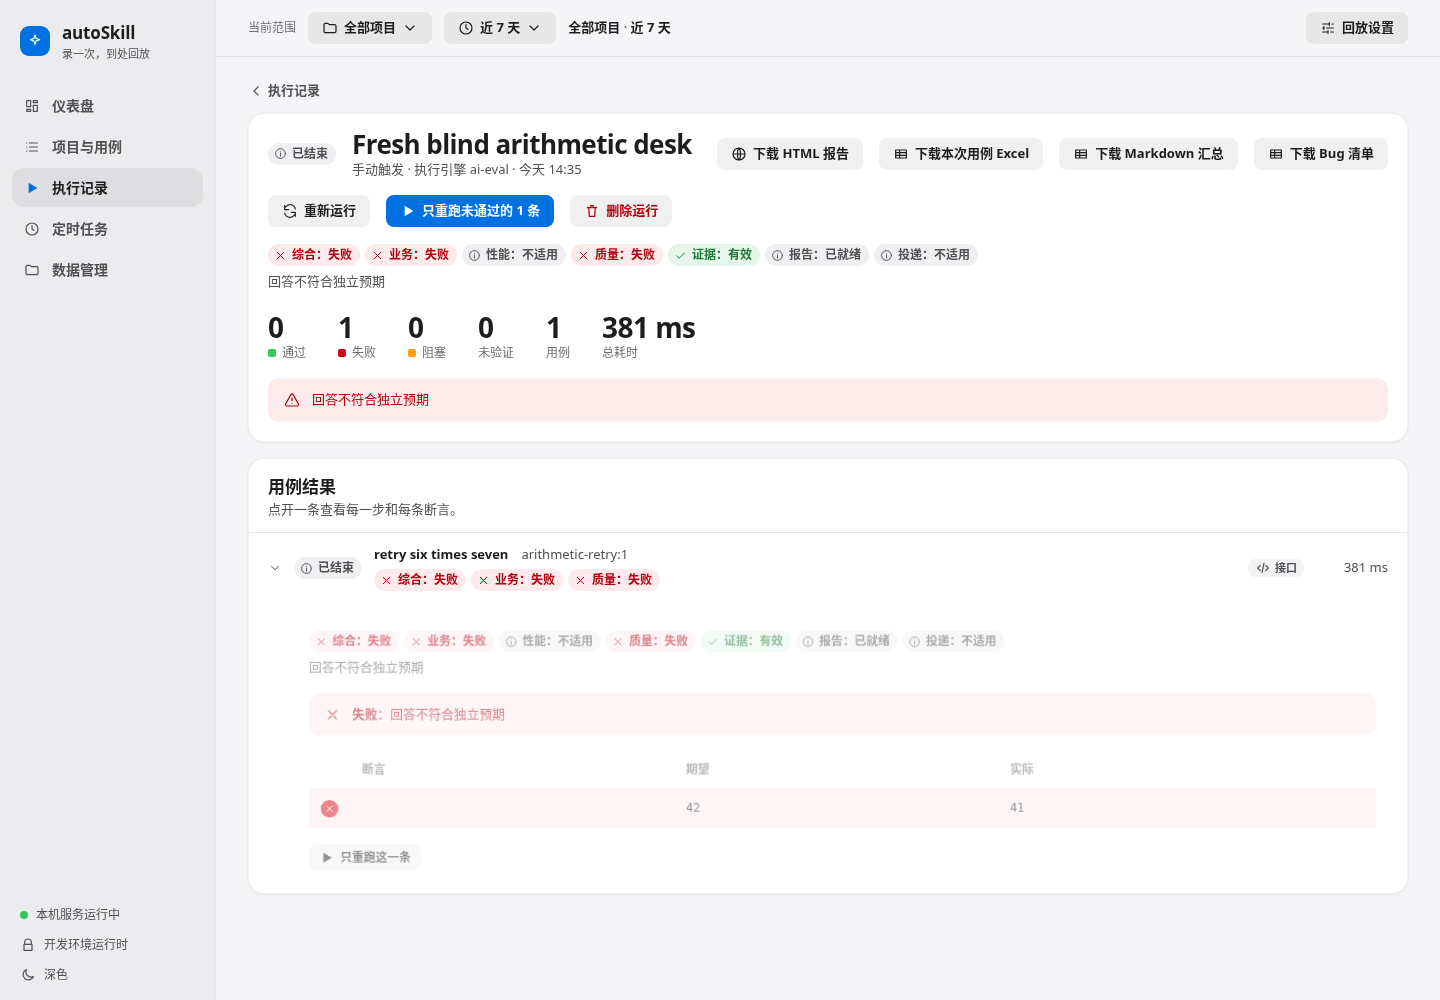 autoSkill
录一次，到处回放
仪表盘
项目与用例
执行记录
定时任务
数据管理
本机服务运行中
开发环境运行时
深色
当前范围 全部项目 近 7 天 全部项目 · 近 7 天 回放设置
执行记录
已结束 Fresh blind arithmetic desk
手动触发 · 执行引擎 ai-eval · 今天 14:35
下载 HTML 报告 下载本次用例 Excel 下载 Markdown 汇总 下载 Bug 清单
重新运行 只重跑未通过的 1 条 删除运行
综合：失败 业务：失败 性能：不适用 质量：失败 证据：有效 报告：已就绪 投递：不适用
回答不符合独立预期
0 1 0 0 1 381 ms
通过 失败 阻塞 未验证 用例 总耗时
回答不符合独立预期
用例结果
点开一条查看每一步和每条断言。
已结束 retry six times seven arithmetic-retry:1
综合：失败 业务：失败 质量：失败
接口 381 ms
综合：失败 业务：失败 性能：不适用 质量：失败 证据：有效 报告：已就绪 投递：不适用
回答不符合独立预期
失败：回答不符合独立预期
断言 期望 实际
42 41
只重跑这一条